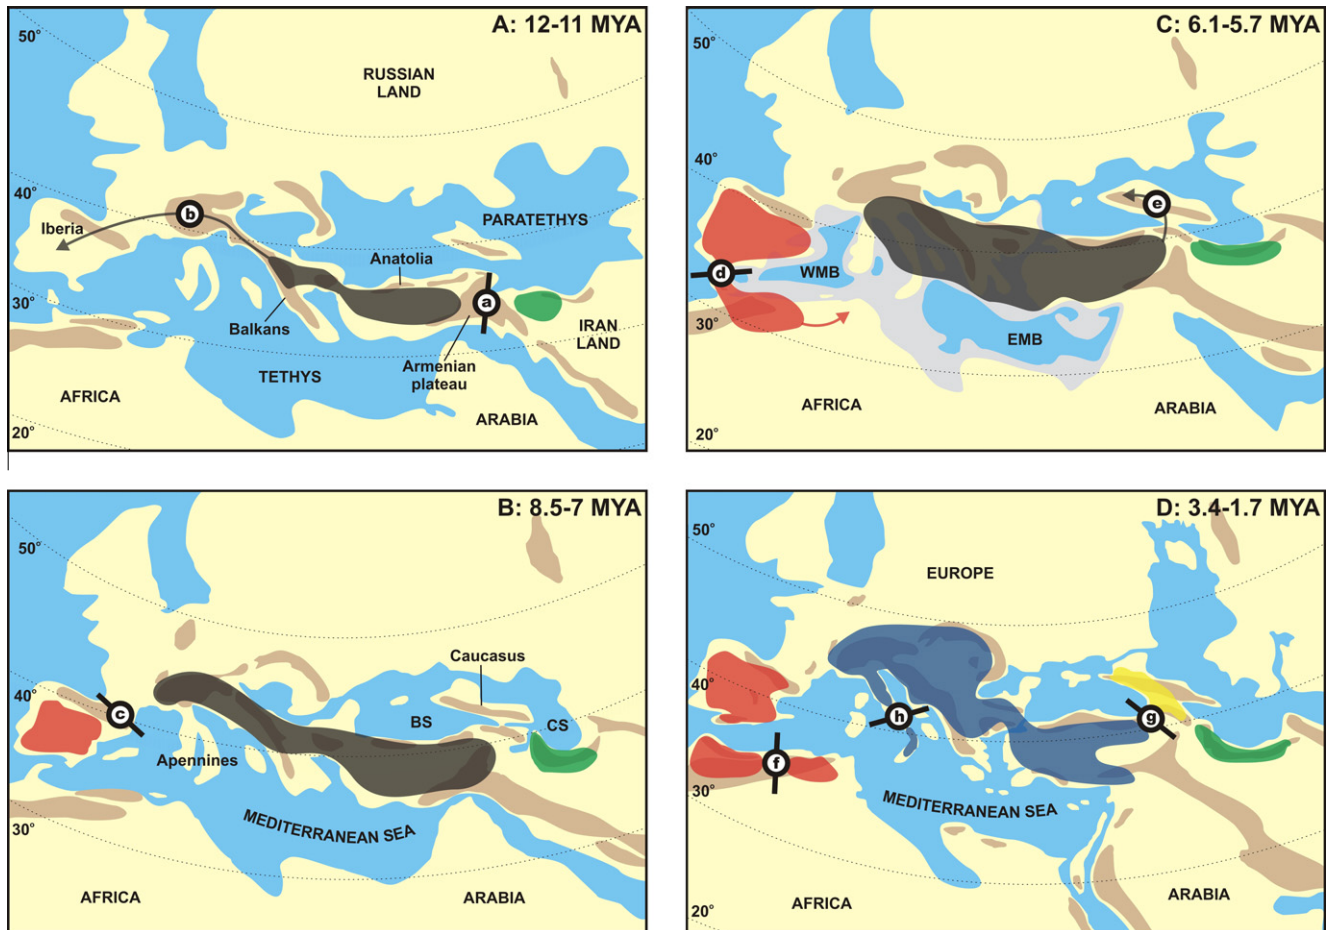 A: 12-11 MYA
50°
RUSSIAN
LAND
40°
b
Iberia
PARATETHYS
Anatolia
30°
a
Balkans
IRAN
LAND
Armenian
plateau
TETHYS
AFRICA
ARABIA
20°
C: 6.1-5.7 MYA
50°
40°
e
d
WMB
30°
EMB
AFRICA
ARABIA
20°
B: 8.5-7 MYA
50°
Caucasus
40°
c
BS
CS
Apennines
MEDITERRANEAN SEA
30°
AFRICA
ARABIA
D: 3.4-1.7 MYA
50°
EUROPE
40°
h
g
f
30°
MEDITERRANEAN SEA
ARABIA
AFRICA
20°